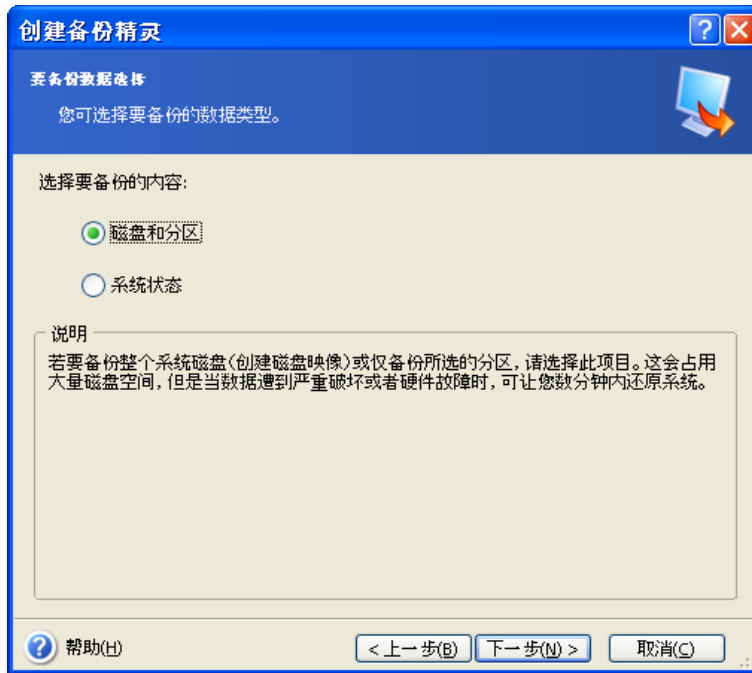 创建备份精灵
要备份数据选择
您可选择要备份的数据类型。
选择要备份的内容:
磁盘和分区
系统状态
说明
若要备份整个系统磁盘(创建磁盘映像)或仅备份所选的分区,请选择此项目。这会占用
大量磁盘空间,但是当数据遭到严重破坏或者硬件故障时,可让您数分钟内还原系统。
帮助(H)
<上一步(B)
下一步(N) >
取消(C)